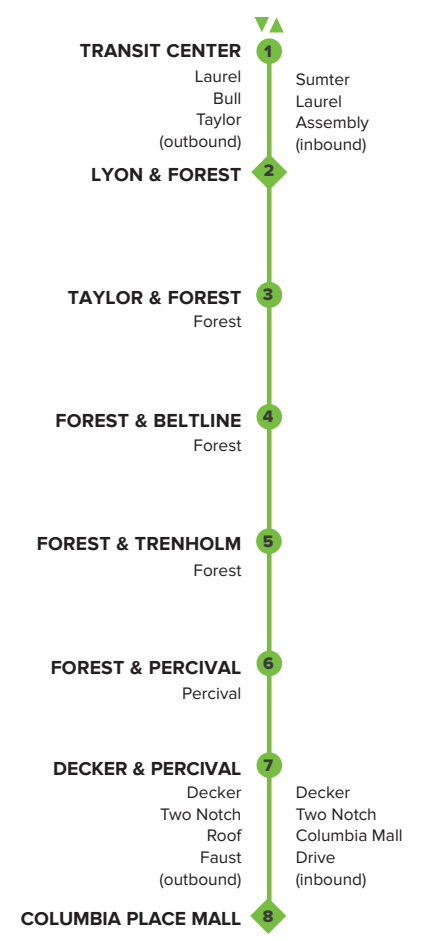 TRANSIT CENTER
1
Laurel
Bull
Taylor
(outbound)
Sumter
Laurel
Assembly
(inbound)
LYON & FOREST
2
TAYLOR & FOREST
3
Forest
FOREST & BELTLINE
4
Forest
FOREST & TRENHOLM
5
Forest
FOREST & PERCIVAL
6
Percival
DECKER & PERCIVAL
7
Decker
Two Notch
Roof
Faust
(outbound)
Decker
Two Notch
Columbia Mall
Drive
(inbound)
COLUMBIA PLACE MALL
8